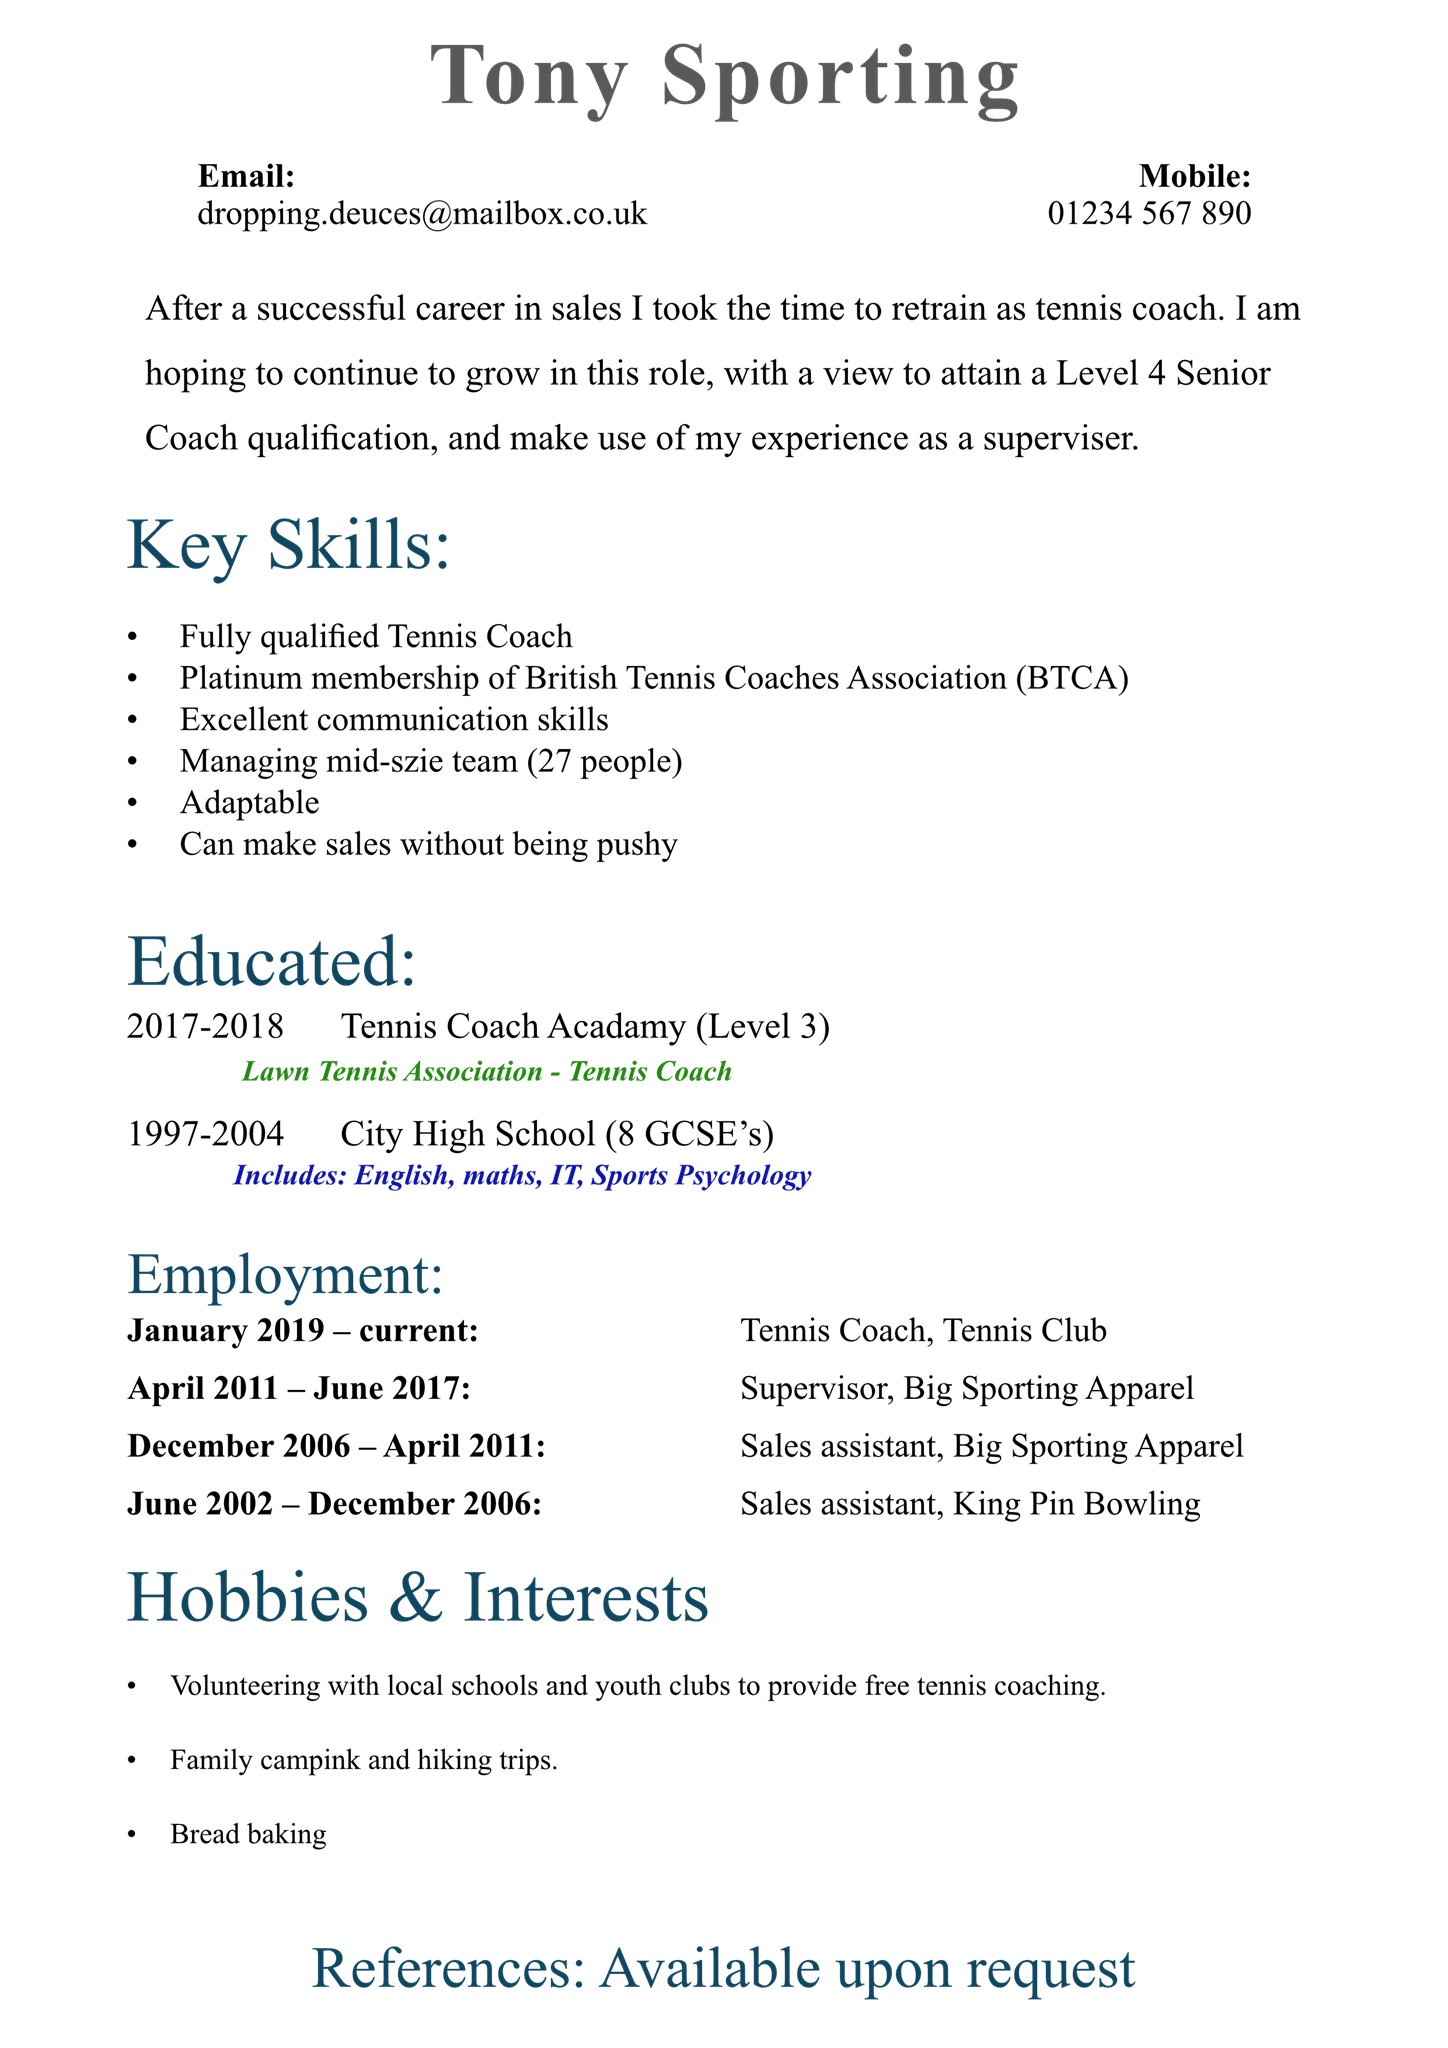 Tony Sporting
Email:
Mobile:
dropping.deuces@mailbox.co.uk
01234 567 890
After a successful career in sales I took the time to retrain as tennis coach. I am
hoping to continue to grow in this role, with a view to attain a Level 4 Senior
Coach qualification, and make use of my experience as a superviser.
Key Skills:
• Fully qualified Tennis Coach
• Platinum membership of British Tennis Coaches Association (BTCA)
• Excellent communication skills
• Managing mid-szie team (27 people)
• Adaptable
• Can make sales without being pushy
Educated:
2017-2018 Tennis Coach Acadamy (Level 3)
Lawn Tennis Association - Tennis Coach
1997-2004 City High School (8 GCSE’s)
Includes: English, maths, IT, Sports Psychology
Employment:
January 2019 – current: Tennis Coach, Tennis Club
April 2011 – June 2017: Supervisor, Big Sporting Apparel
December 2006 – April 2011: Sales assistant, Big Sporting Apparel
June 2002 – December 2006: Sales assistant, King Pin Bowling
Hobbies & Interests
• Volunteering with local schools and youth clubs to provide free tennis coaching.
• Family campink and hiking trips.
• Bread baking
References: Available upon request